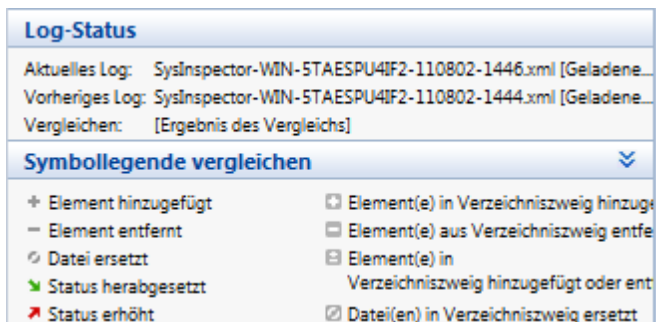 Log-Status
Aktuelles Log: SysInspector-WIN-5TAESPU4IF2-110802-1446.xml [Geladene...
Vorheriges Log: SysInspector-WIN-5TAESPU4IF2-110802-1444.xml [Geladene...
Vergleichen: [Ergebnis des Vergleichs]
Symbollegende vergleichen
Element hinzugefügt
Element(e) in Verzeichniszweig hinzuge
Element entfernt
Element(e) aus Verzeichniszweig entfe
Datei ersetzt
Element(e) in
Status herabgesetzt
Verzeichniszweig hinzugefügt oder ent
Status erhöht
Datei(en) in Verzeichniszweig ersetzt